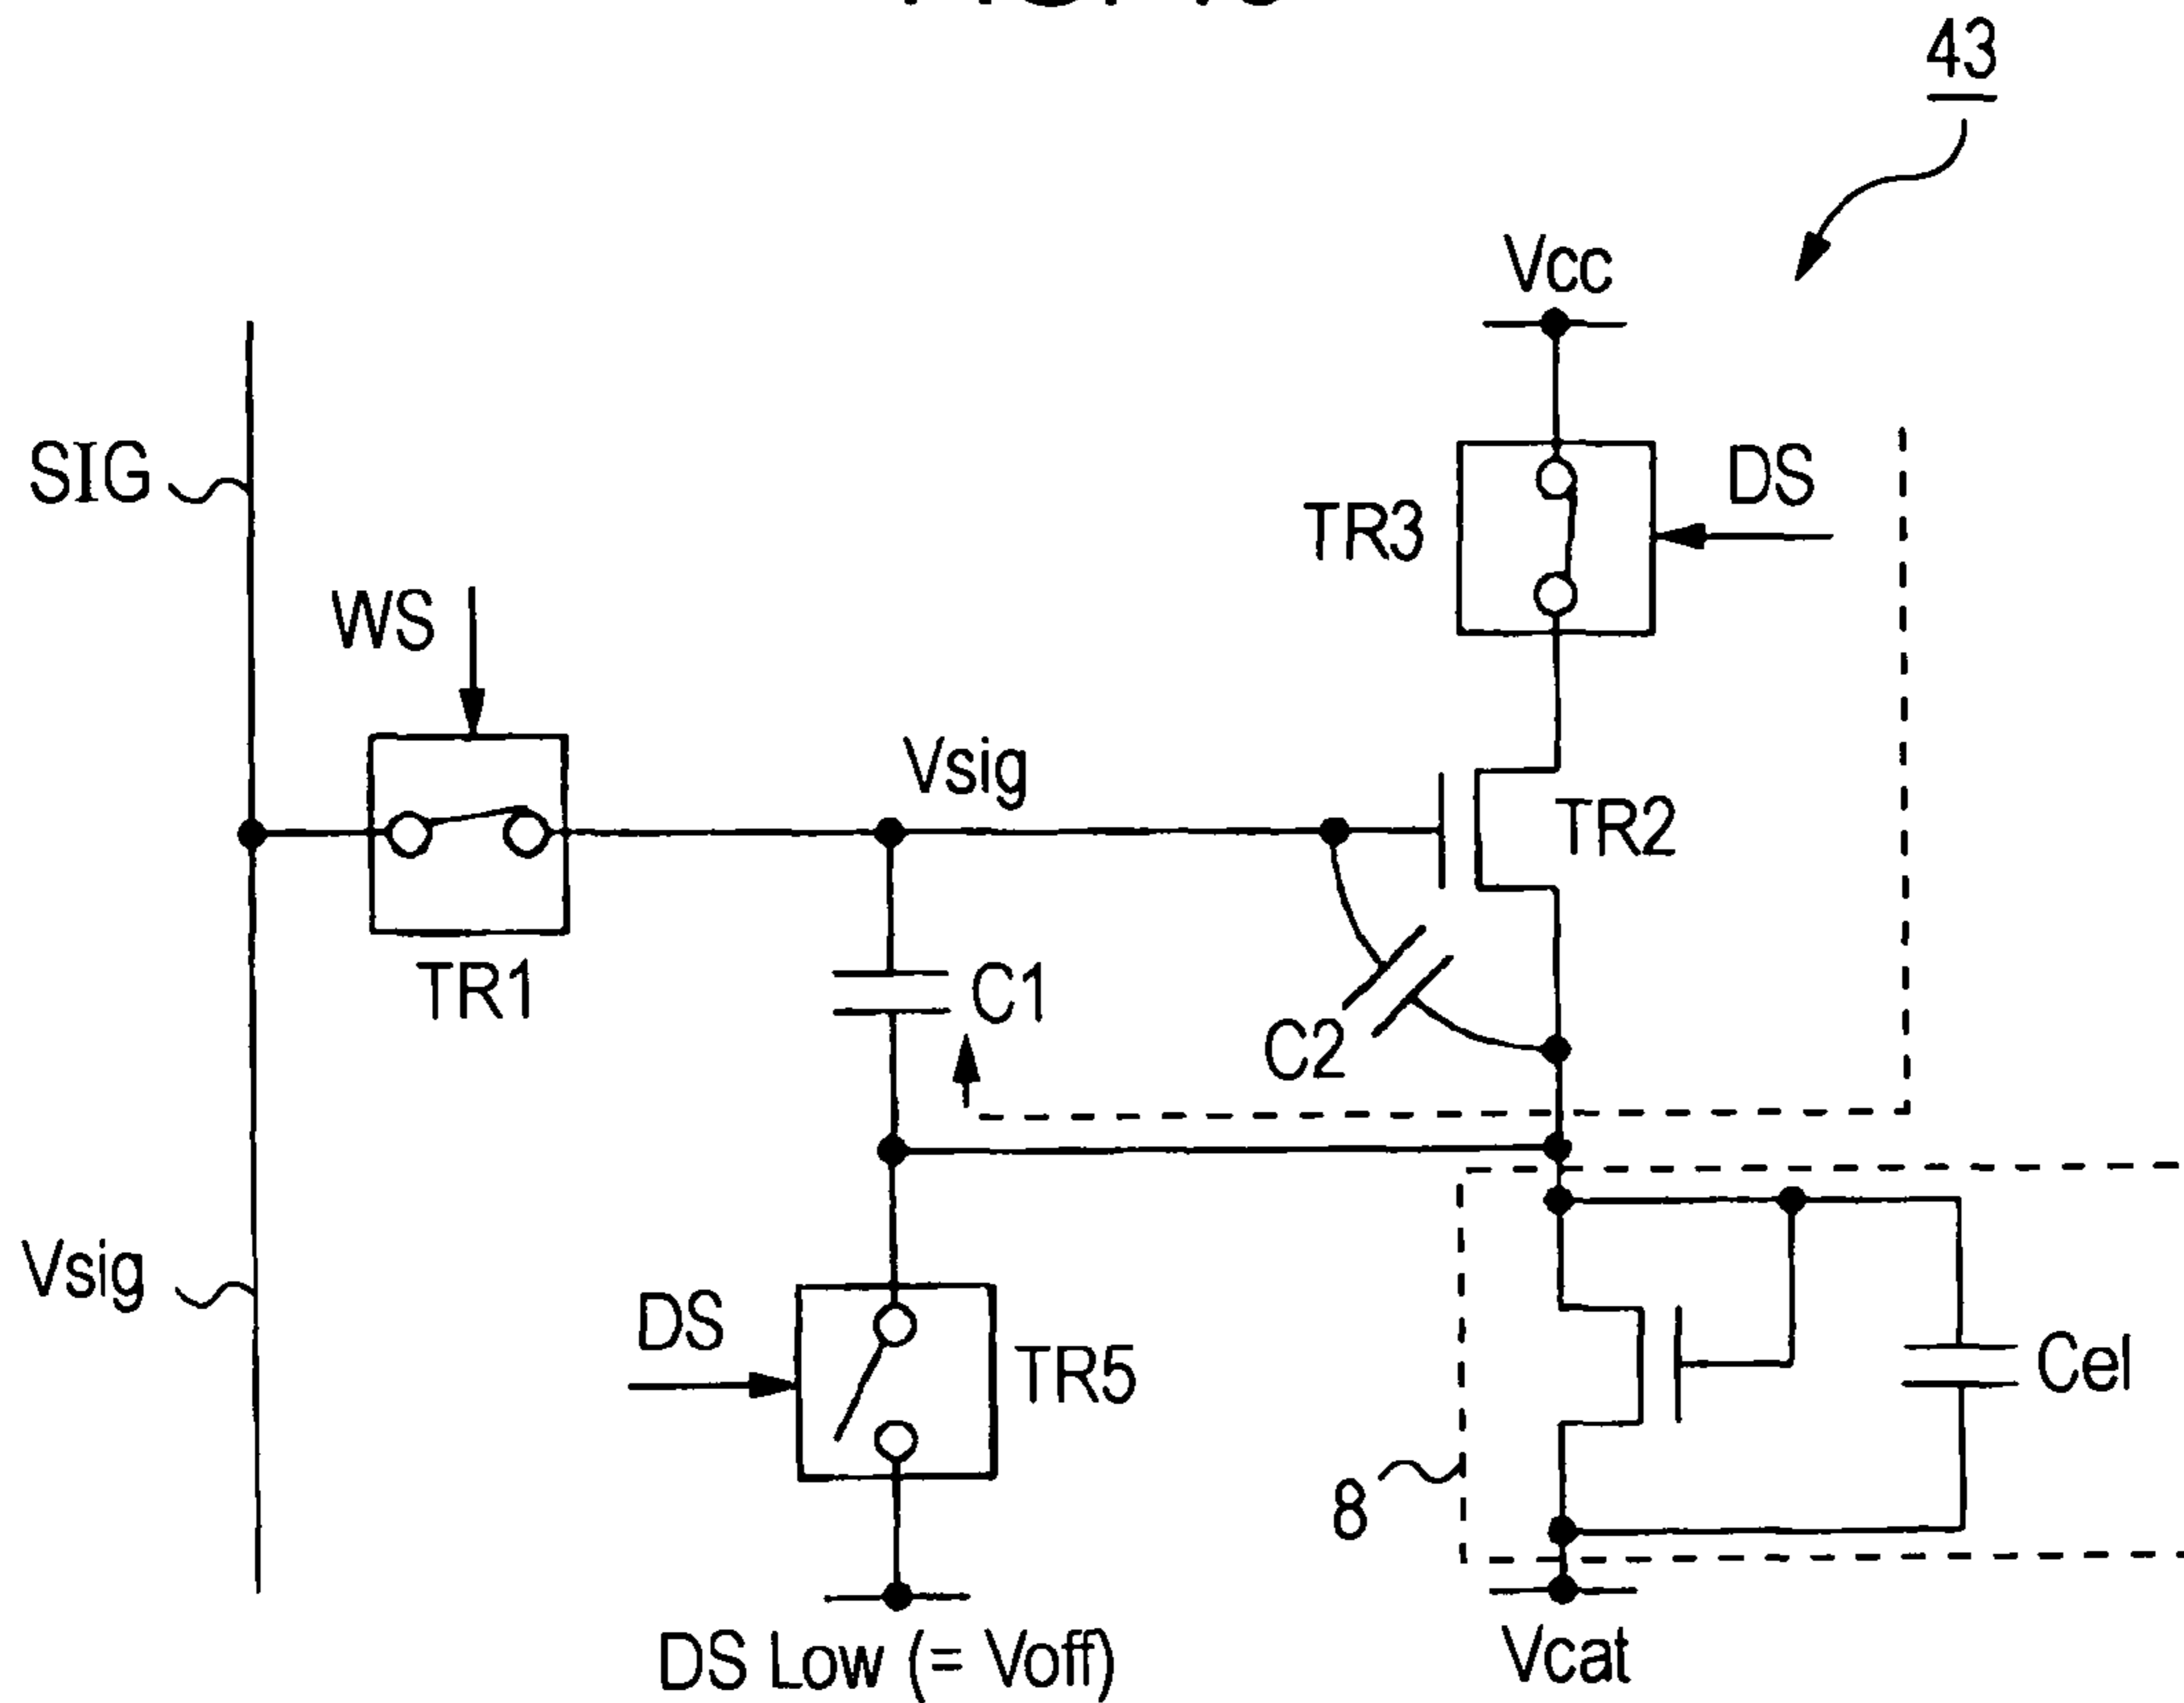 43
Vcc
SIG
DS
TR3
WS
Vsig
TR2
TR1
C1
C2
Vsig
DS
TR5
Cel
8
DS Low (= Voff)
Vcat